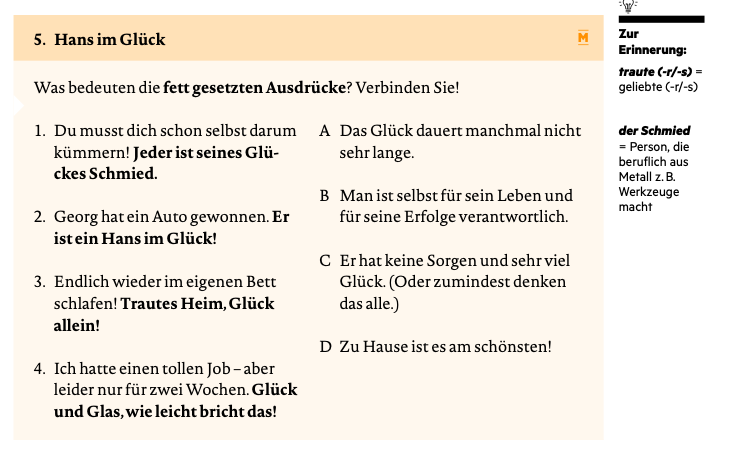 5. Hans im Glück
M
Was bedeuten die fett gesetzten Ausdrücke? Verbinden Sie!
1. Du musst dich schon selbst darum
kümmern! Jeder ist seines Glü-
ckes Schmied.
2. Georg hat ein Auto gewonnen. Er
ist ein Hans im Glück!
3. Endlich wieder im eigenen Bett
schlafen! Trautes Heim, Glück
allein!
4. Ich hatte einen tollen Job – aber
leider nur für zwei Wochen. Glück
und Glas, wie leicht bricht das!
A Das Glück dauert manchmal nicht
sehr lange.
B Man ist selbst für sein Leben und
für seine Erfolge verantwortlich.
C Er hat keine Sorgen und sehr viel
Glück. (Oder zumindest denken
das alle.)
D Zu Hause ist es am schönsten!
Zur
Erinnerung:
traute (-r/-s) =
geliebte (-r/-s)
der Schmied
= Person, die
beruflich aus
Metall z. B.
Werkzeuge
macht